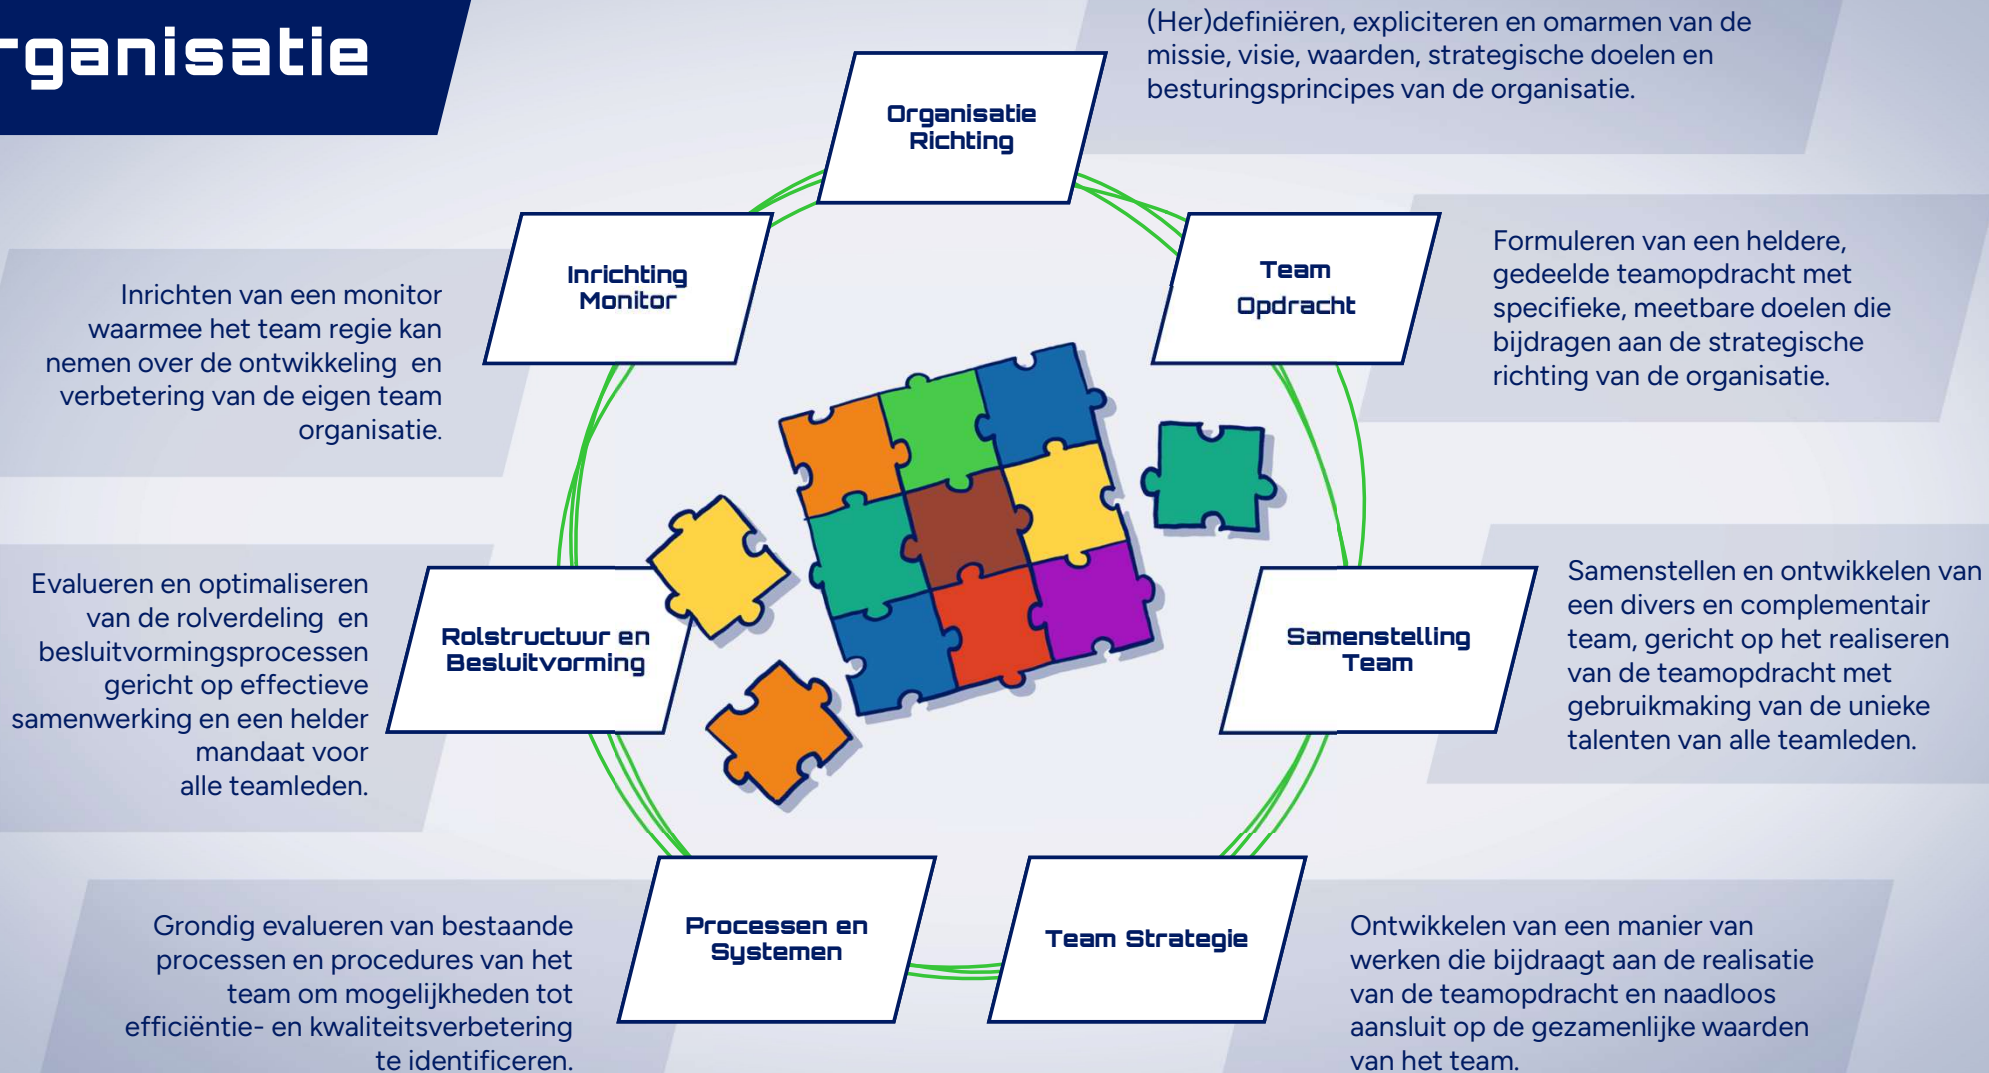 rganisatie
(Her)definiëren, expliciteren en omarmen van de
missie, visie, waarden, strategische doelen en
besturingsprincipes van de organisatie.
Organisatie
Richting
Team
Opdracht
Formuleren van een heldere,
gedeelde teamopdracht met
specifieke, meetbare doelen die
bijdragen aan de strategische
richting van de organisatie.
Samenstelling
Team
Samenstellen en ontwikkelen van
een divers en complementair
team, gericht op het realiseren
van de teamopdracht met
gebruikmaking van de unieke
talenten van alle teamleden.
Team Strategie
Ontwikkelen van een manier van
werken die bijdraagt aan de realisatie
van de teamopdracht en naadloos
aansluit op de gezamenlijke waarden
van het team.
Processen en
Systemen
Grondig evalueren van bestaande
processen en procedures van het
team om mogelijkheden tot
efficiëntie- en kwaliteitsverbetering
te identificeren.
Rolstructuur en
Besluitvorming
Evalueren en optimaliseren
van de rolverdeling en
besluitvormingsprocessen
gericht op effectieve
samenwerking en een helder
mandaat voor
alle teamleden.
Inrichting
Monitor
Inrichten van een monitor
waarmee het team regie kan
nemen over de ontwikkeling en
verbetering van de eigen team
organisatie.